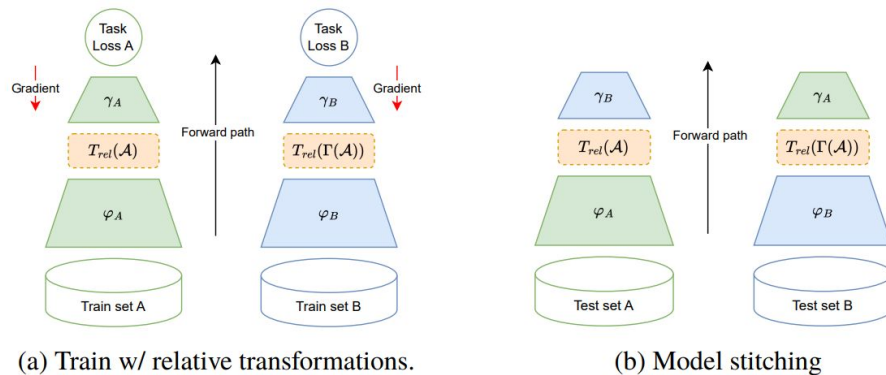 Task
Loss A
Gradient
γ_A
T_rel(𝒜)
φ_A
Train set A
Forward path
Task
Loss B
Gradient
γ_B
T_rel(Γ(𝒜))
φ_B
Train set B
(a) Train w/ relative transformations.
γ_B
T_rel(𝒜)
φ_A
Test set A
Forward path
γ_A
T_rel(Γ(𝒜))
φ_B
Test set B
(b) Model stitching